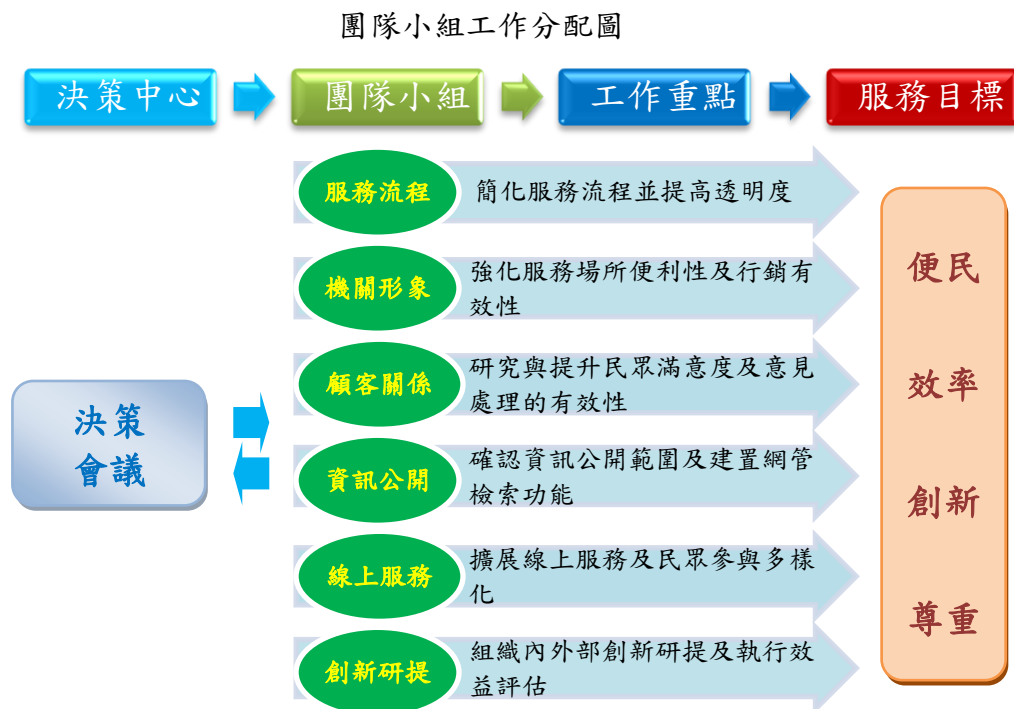 團隊小組工作分配圖
決策中心
團隊小組
工作重點
服務目標
決策
會議
服務流程
簡化服務流程並提高透明度
機關形象
強化服務場所便利性及行銷有
效性
顧客關係
研究與提升民眾滿意度及意見
處理的有效性
資訊公開
確認資訊公開範圍及建置網管
檢索功能
線上服務
擴展線上服務及民眾參與多樣
化
創新研提
組織內外部創新研提及執行效
益評估
便民
效率
創新
尊重